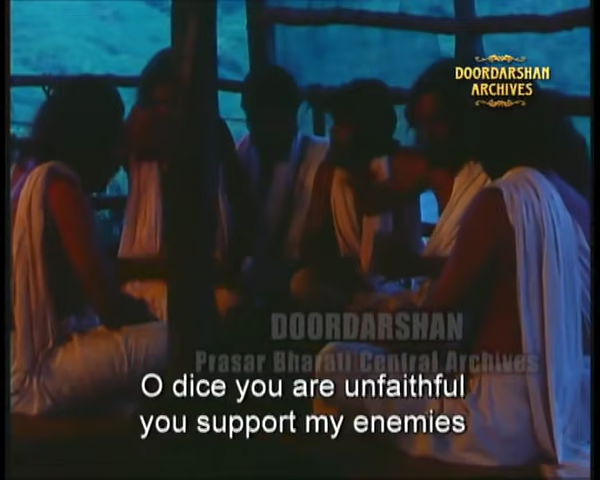 DOORDARSHAN
ARCHIVES
DOORDARSHAN
Prasar Bharati Central Archives
O dice you are unfaithful
you support my enemies